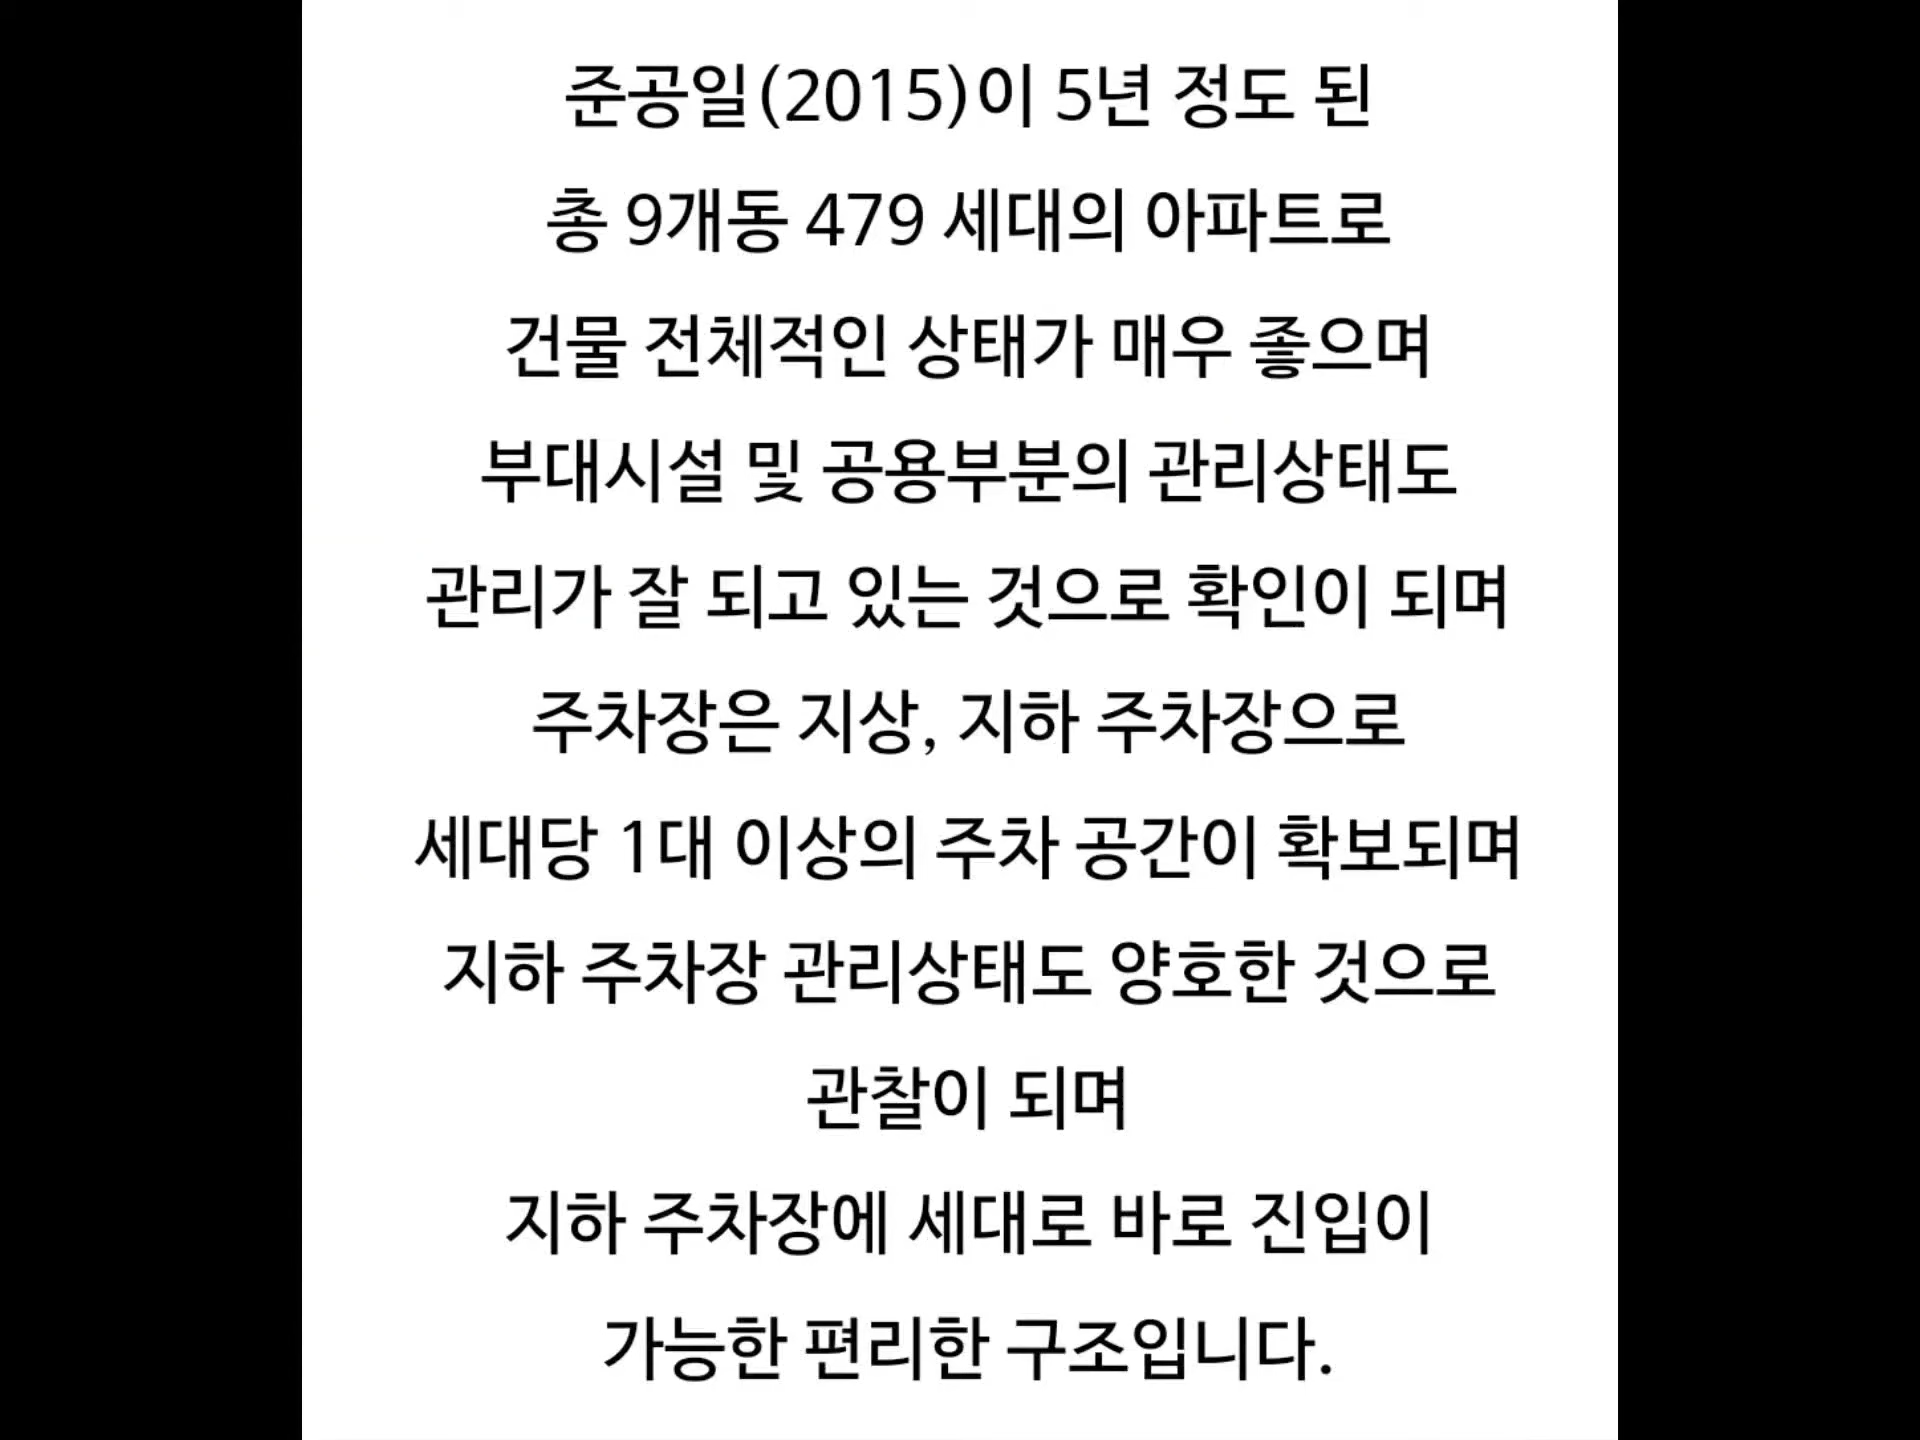 준공일(2015)이 5년 정도 된
총 9개동 479 세대의 아파트로
건물 전체적인 상태가 매우 좋으며
부대시설 및 공용부분의 관리상태도
관리가 잘 되고 있는 것으로 확인이 되며
주차장은 지상, 지하 주차장으로
세대당 1대 이상의 주차 공간이 확보되며
지하 주차장 관리상태도 양호한 것으로
관찰이 되며
지하 주차장에 세대로 바로 진입이
가능한 편리한 구조입니다.